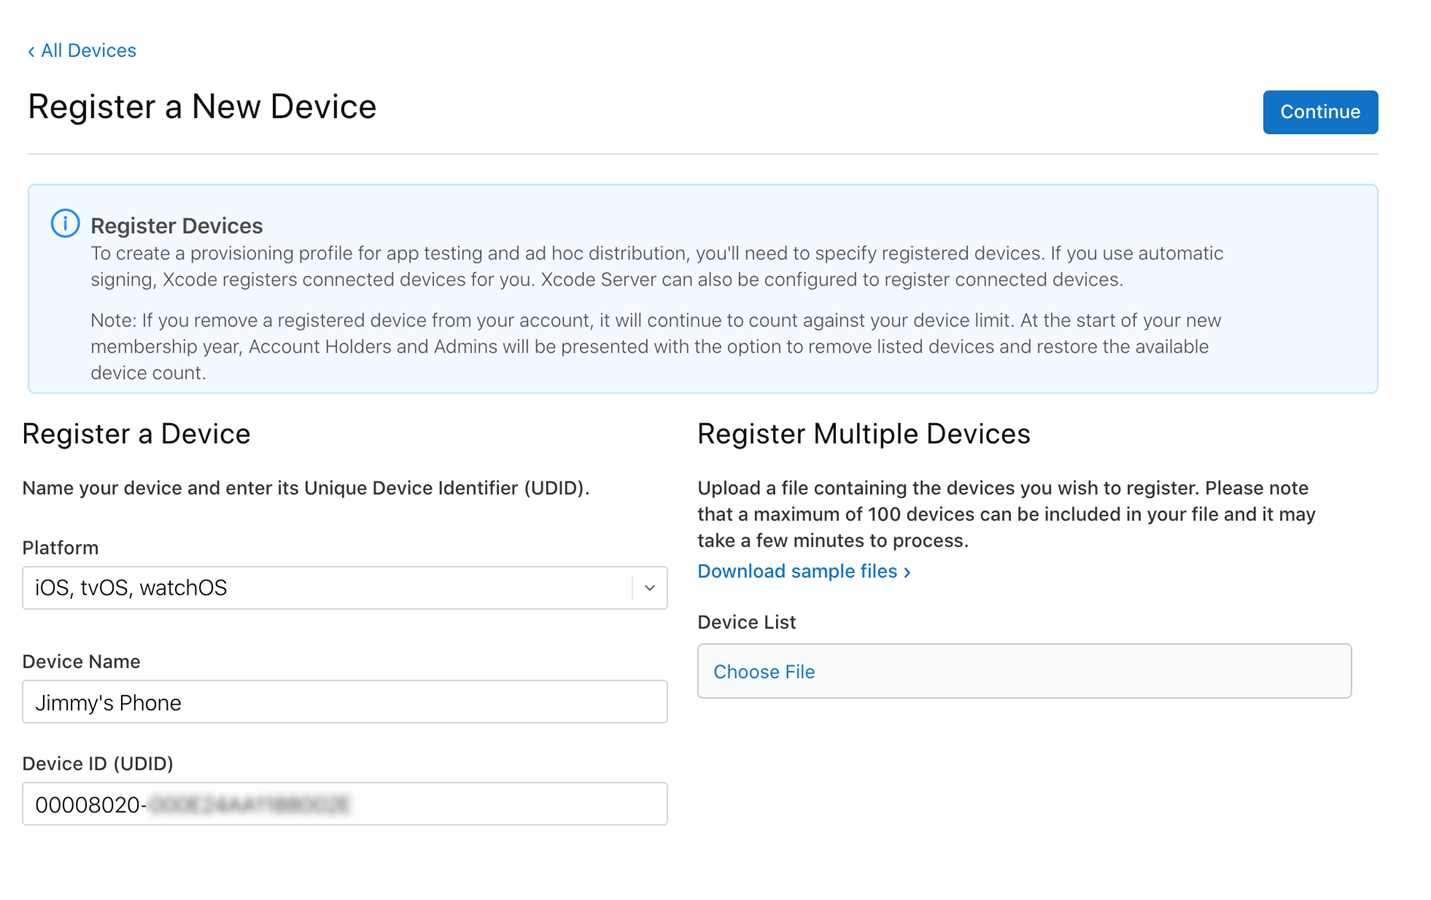 ‹ All Devices
Register a New Device
Continue
Register Devices
To create a provisioning profile for app testing and ad hoc distribution, you'll need to specify registered devices. If you use automatic
signing, Xcode registers connected devices for you. Xcode Server can also be configured to register connected devices.
Note: If you remove a registered device from your account, it will continue to count against your device limit. At the start of your new
membership year, Account Holders and Admins will be presented with the option to remove listed devices and restore the available
device count.
Register a Device
Name your device and enter its Unique Device Identifier (UDID).
Platform
iOS, tvOS, watchOS
Device Name
Jimmy's Phone
Device ID (UDID)
00008020-
Register Multiple Devices
Upload a file containing the devices you wish to register. Please note
that a maximum of 100 devices can be included in your file and it may
take a few minutes to process.
Download sample files ›
Device List
Choose File